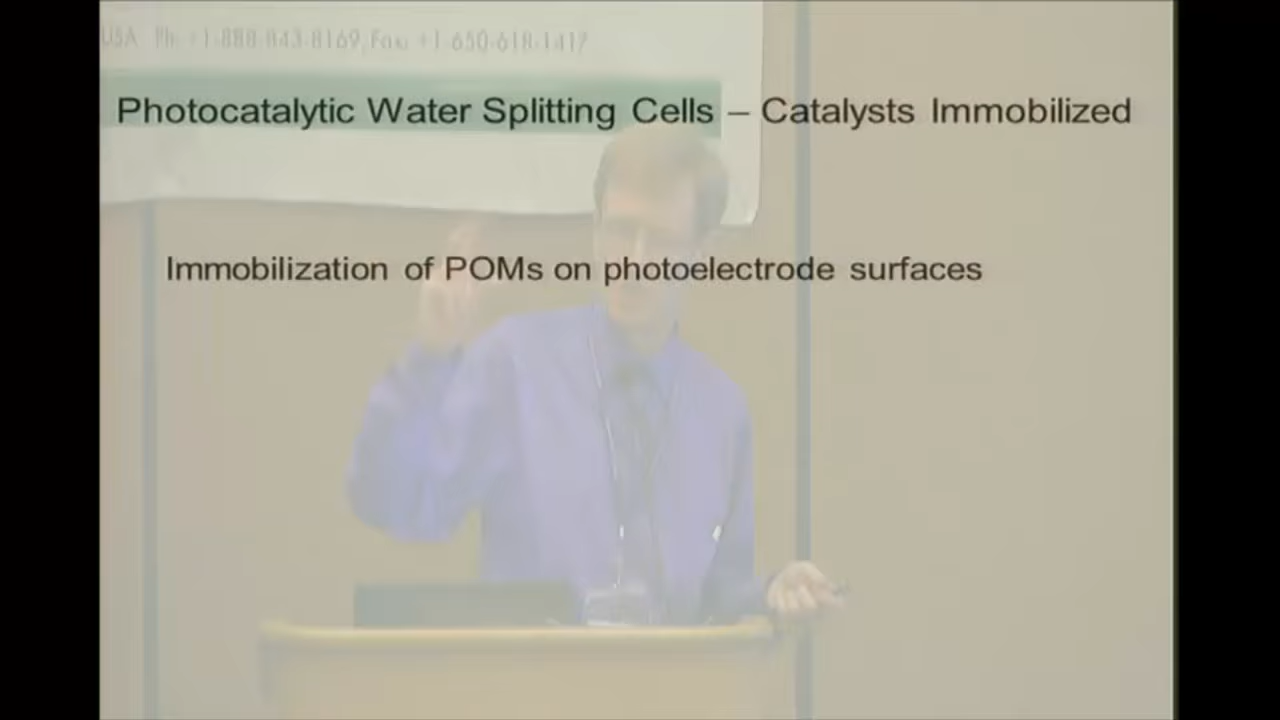 USA Ph: +1-888-843-8169, Fax: +1-650-618-1417
Photocatalytic Water Splitting Cells – Catalysts Immobilized
Immobilization of POMs on photoelectrode surfaces